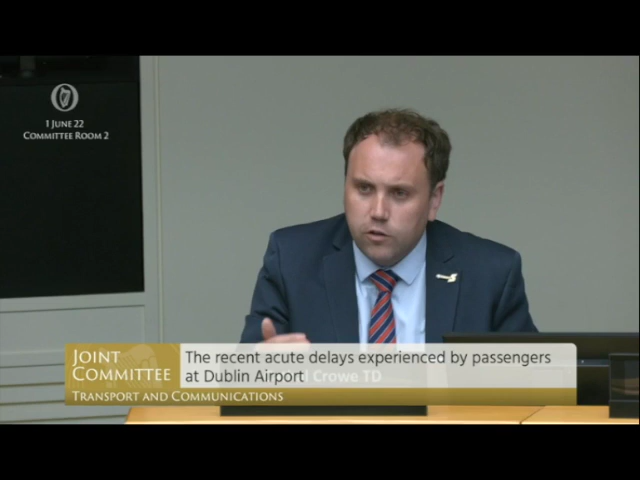 1 June 22
Committee Room 2
Joint
Committee
The recent acute delays experienced by passengers
at Dublin Airport
Crowe TD
Transport and Communications